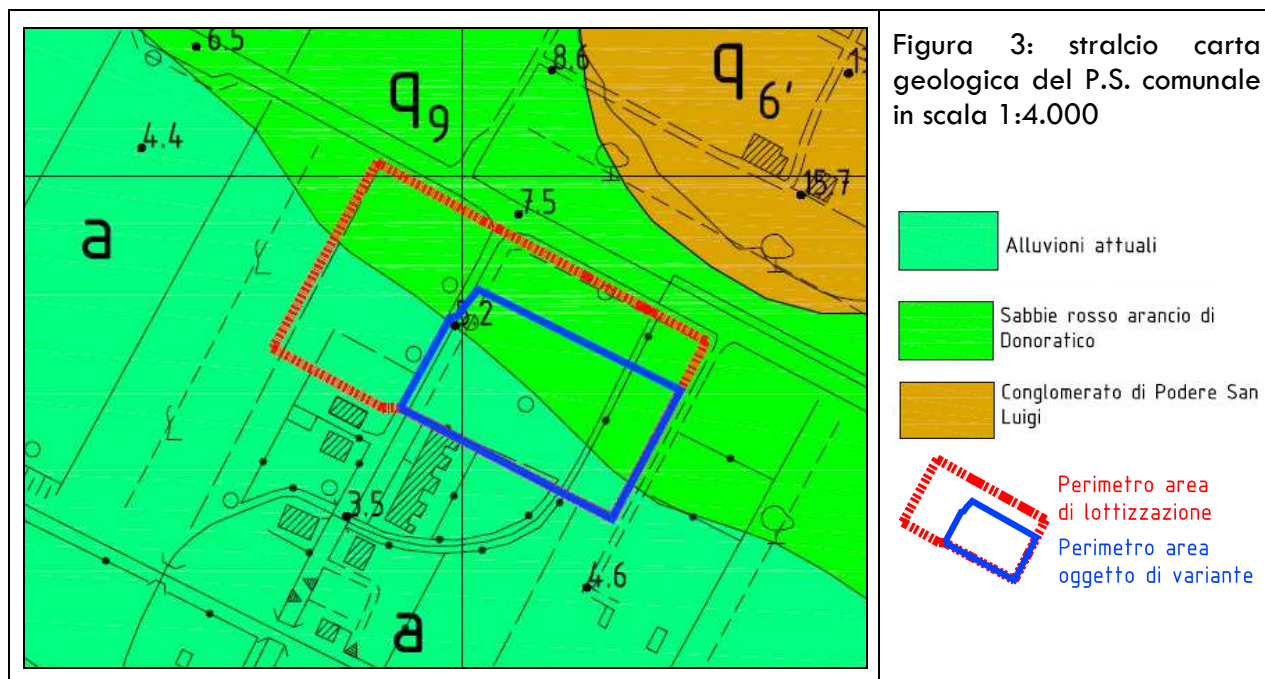 6.5
8.6
q6'
q9
4.4
15.7
7.5
a
5.2
3.5
4.6
a
Figura 3: stralcio carta
geologica del P.S. comunale
in scala 1:4.000
Alluvioni attuali
Sabbie rosso arancio di
Donoratico
Conglomerato di Podere San
Luigi
Perimetro area
di lottizzazione
Perimetro area
oggetto di variante